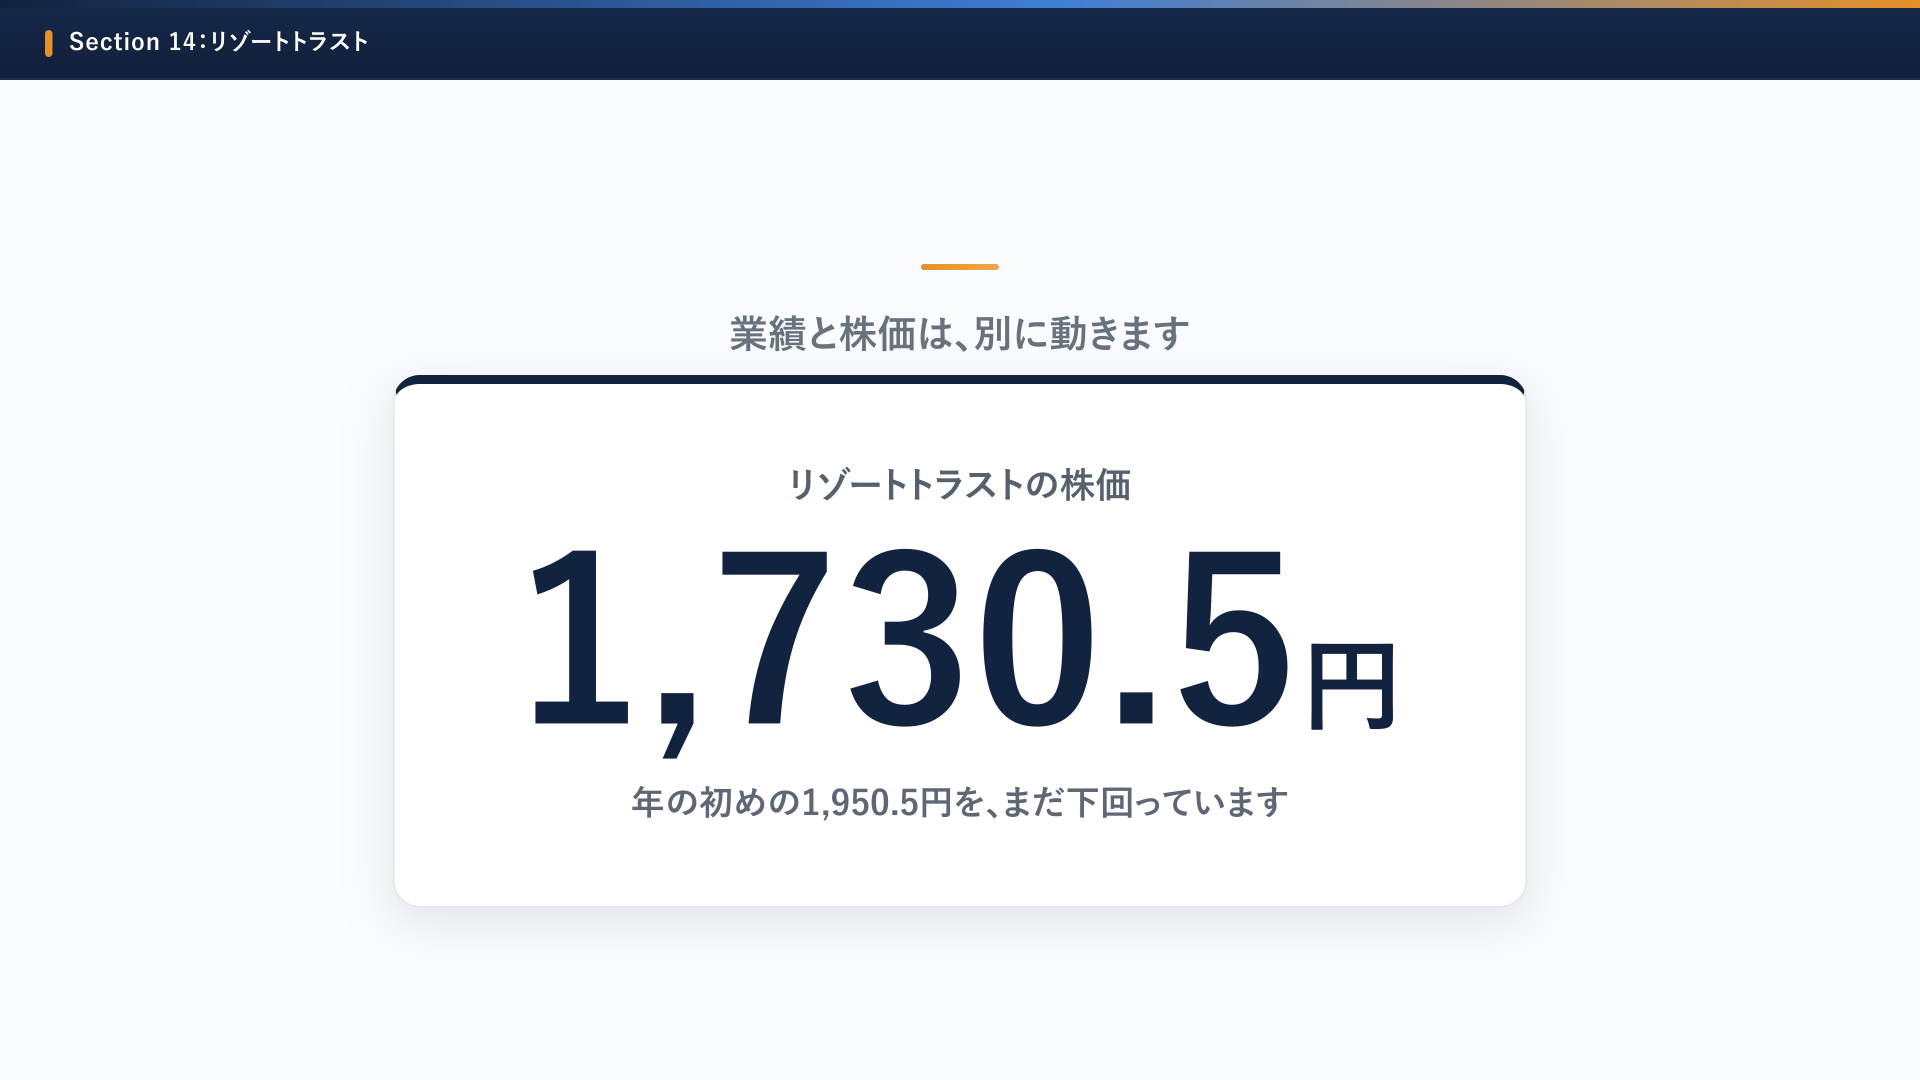 Section 14：リゾートトラスト
業績と株価は、別に動きます
リゾートトラストの株価
1,730.5円
年の初めの1,950.5円を、まだ下回っています